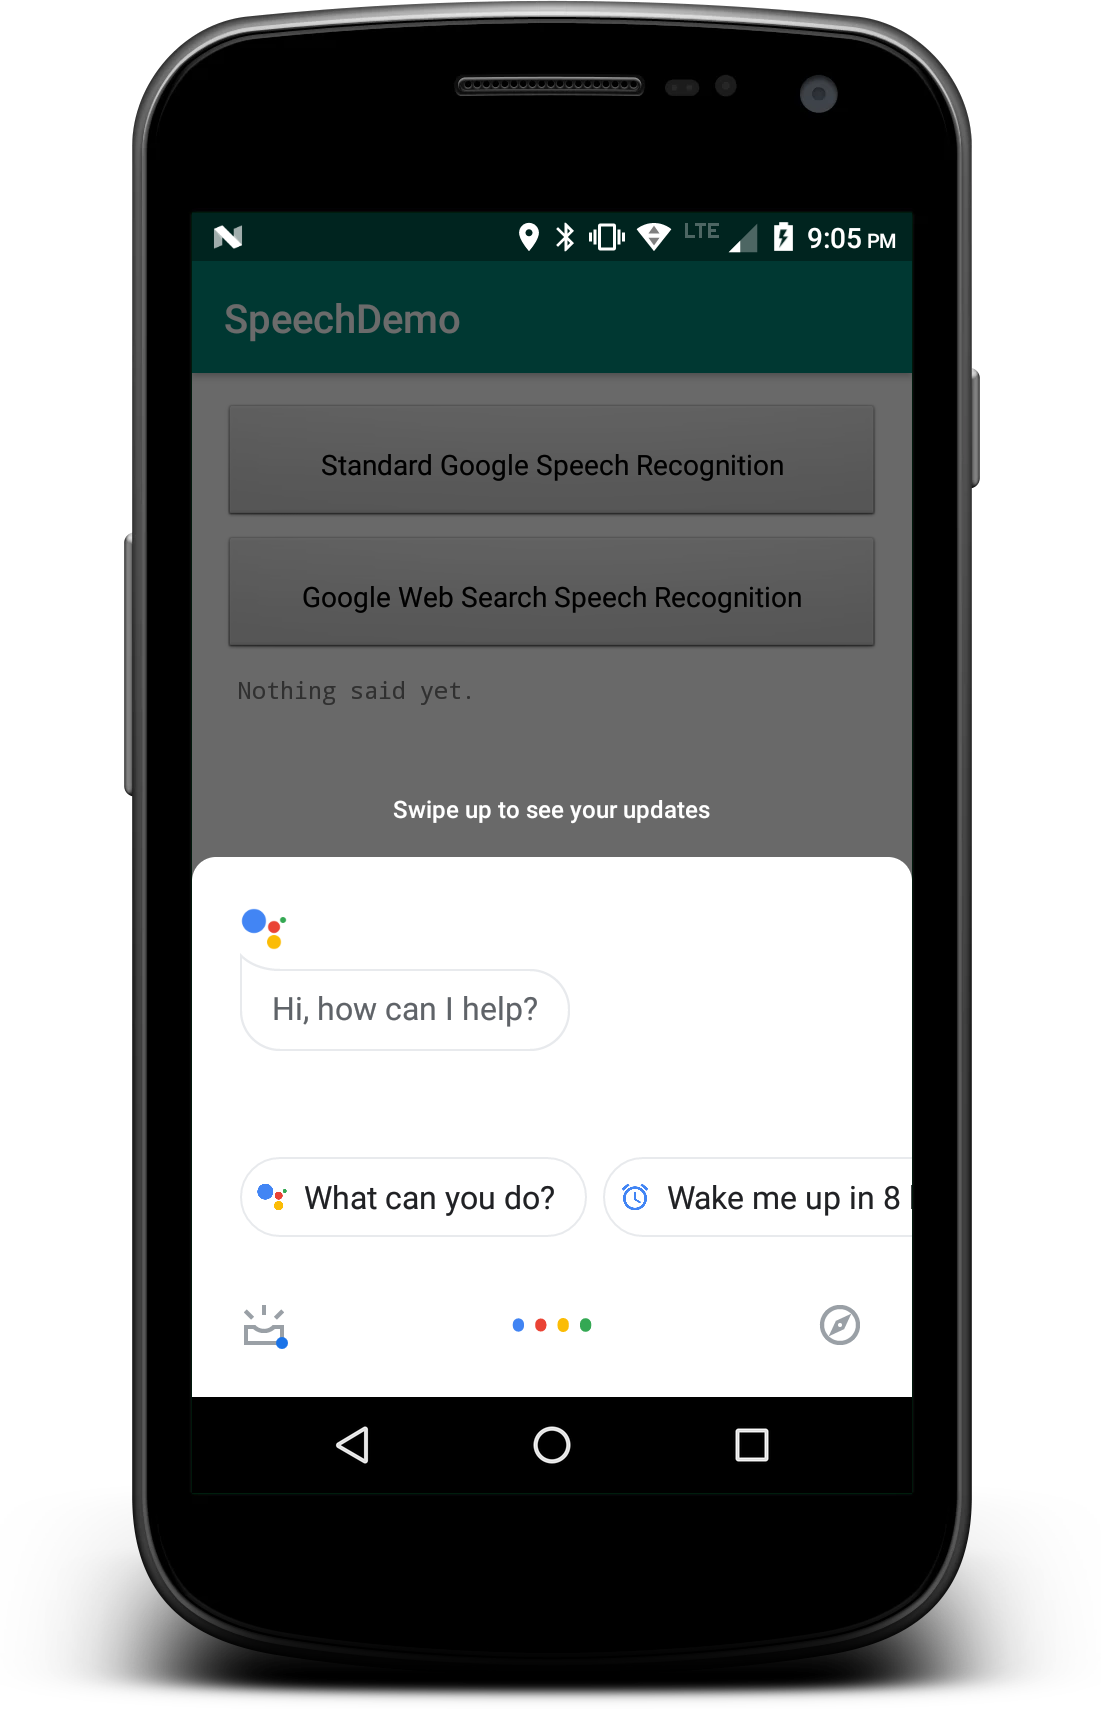 LTE 9:05 PM
SpeechDemo
Standard Google Speech Recognition
Google Web Search Speech Recognition
Nothing said yet.
Swipe up to see your updates
Hi, how can I help?
What can you do? Wake me up in 8